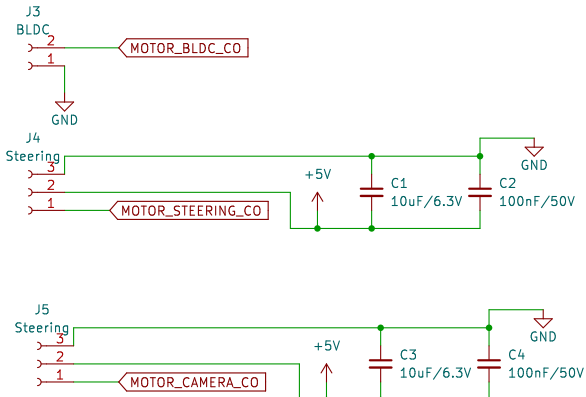 J3
BLDC
2
MOTOR_BLDC_CO
1
GND
J4
Steering
3
GND
2
+5V
C1
10uF/6.3V
C2
100nF/50V
1
MOTOR_STEERING_CO
J5
Steering
3
GND
2
+5V
C3
10uF/6.3V
C4
100nF/50V
1
MOTOR_CAMERA_CO